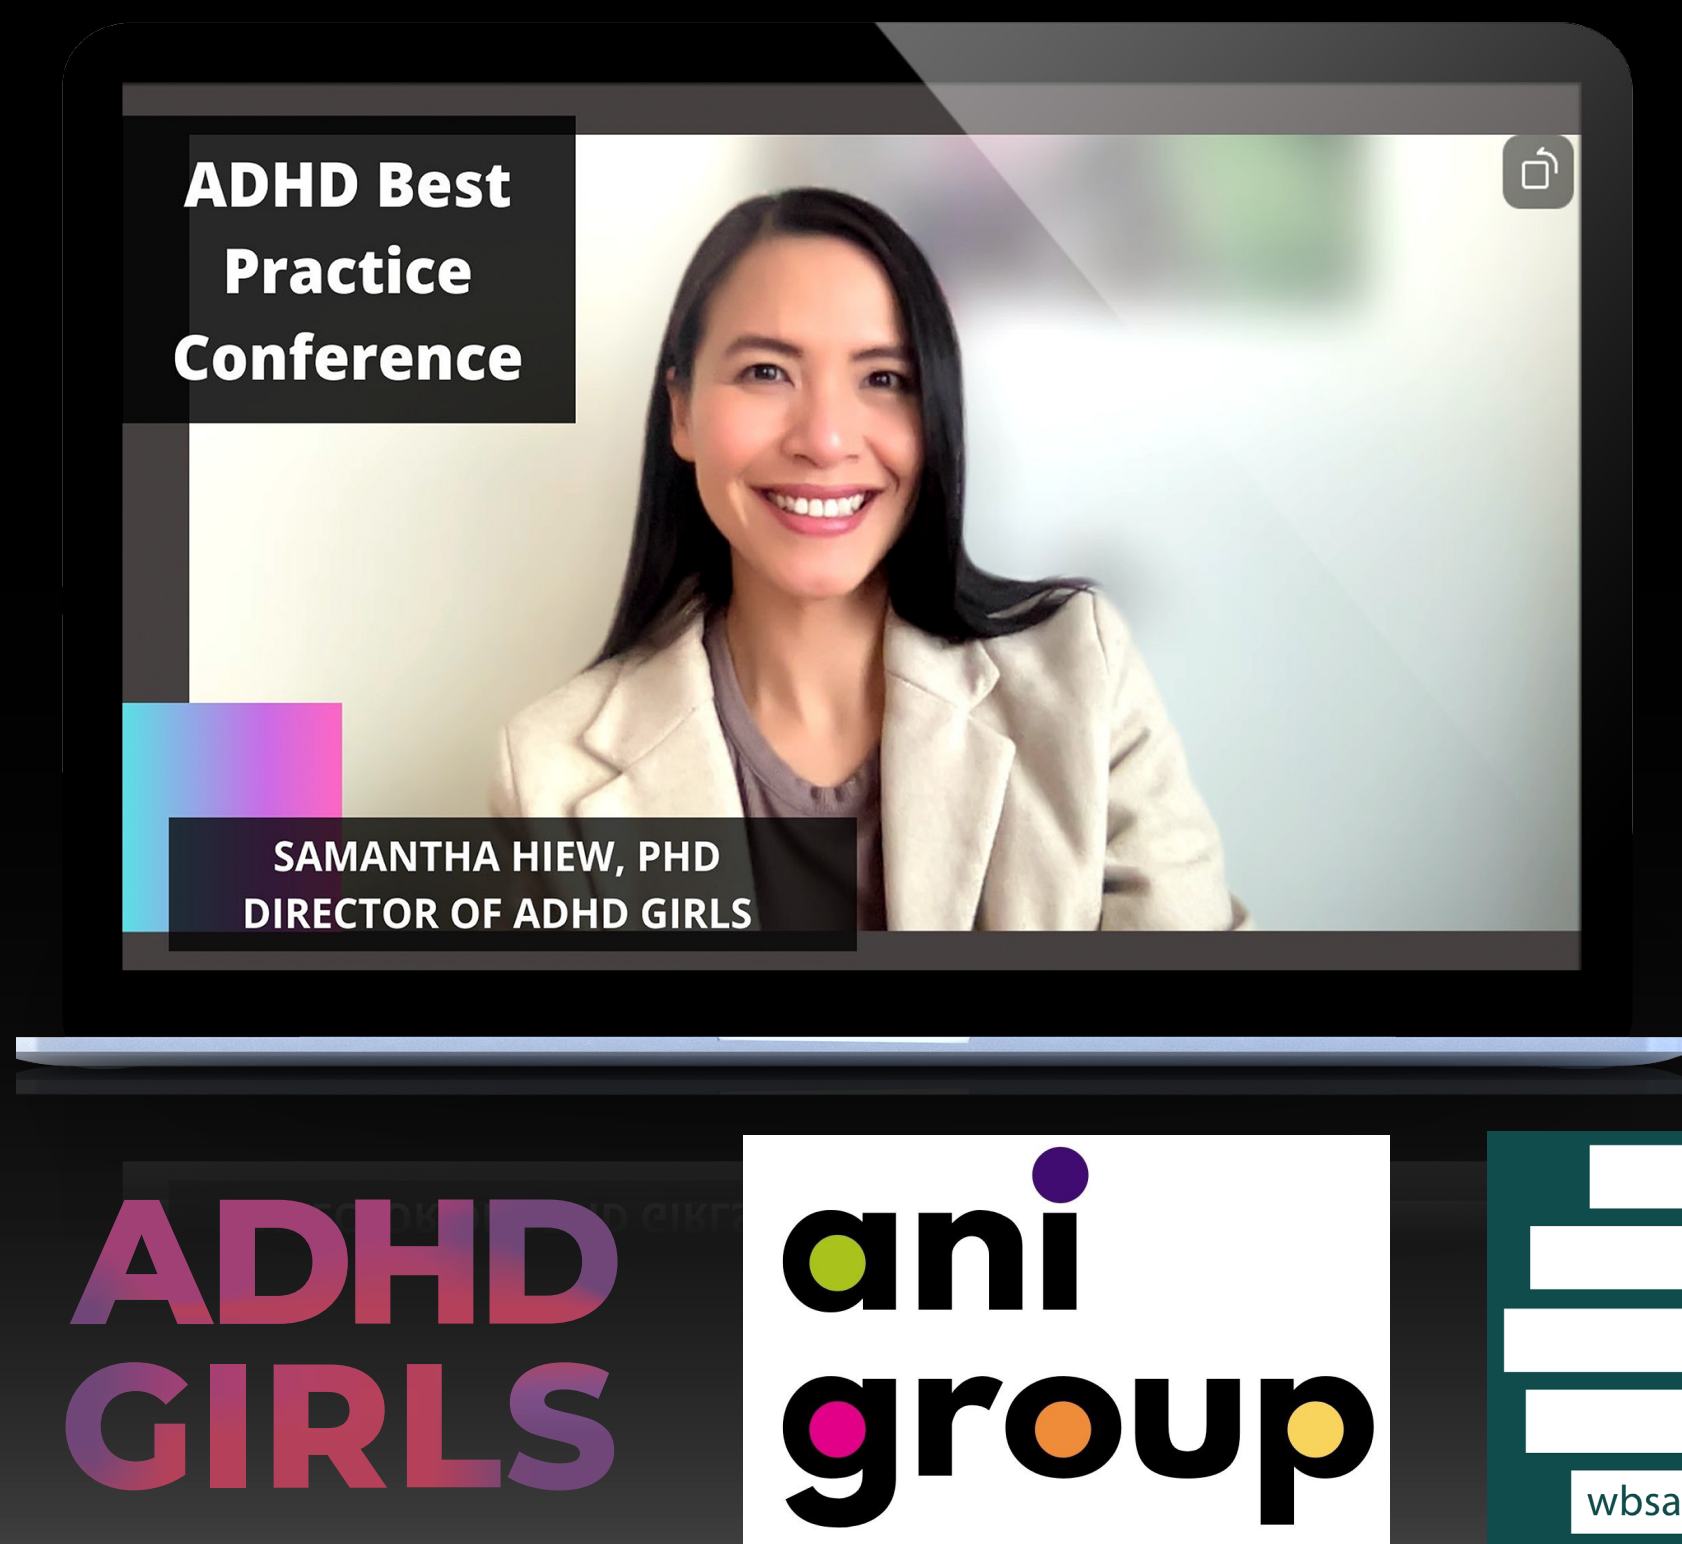 ADHD Best
Practice
Conference
SAMANTHA HIEW, PHD
DIRECTOR OF ADHD GIRLS
ADHD
GIRLS
ani
group
wbsa